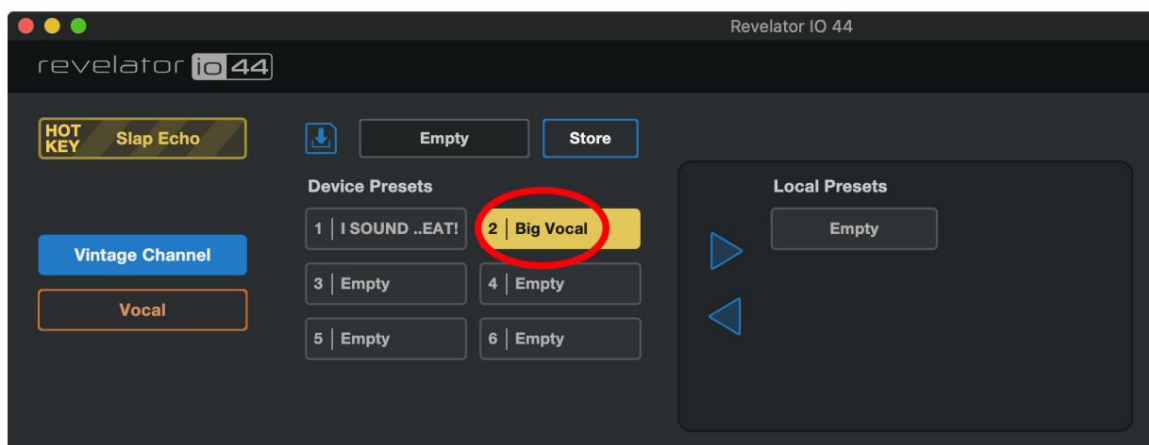 Revelator IO 44
revelator io 44
HOT KEY Slap Echo
Empty Store
Device Presets
Local Presets
1 | I SOUND ..EAT! 2 | Big Vocal
Empty
Vintage Channel
3 | Empty 4 | Empty
Vocal
5 | Empty 6 | Empty